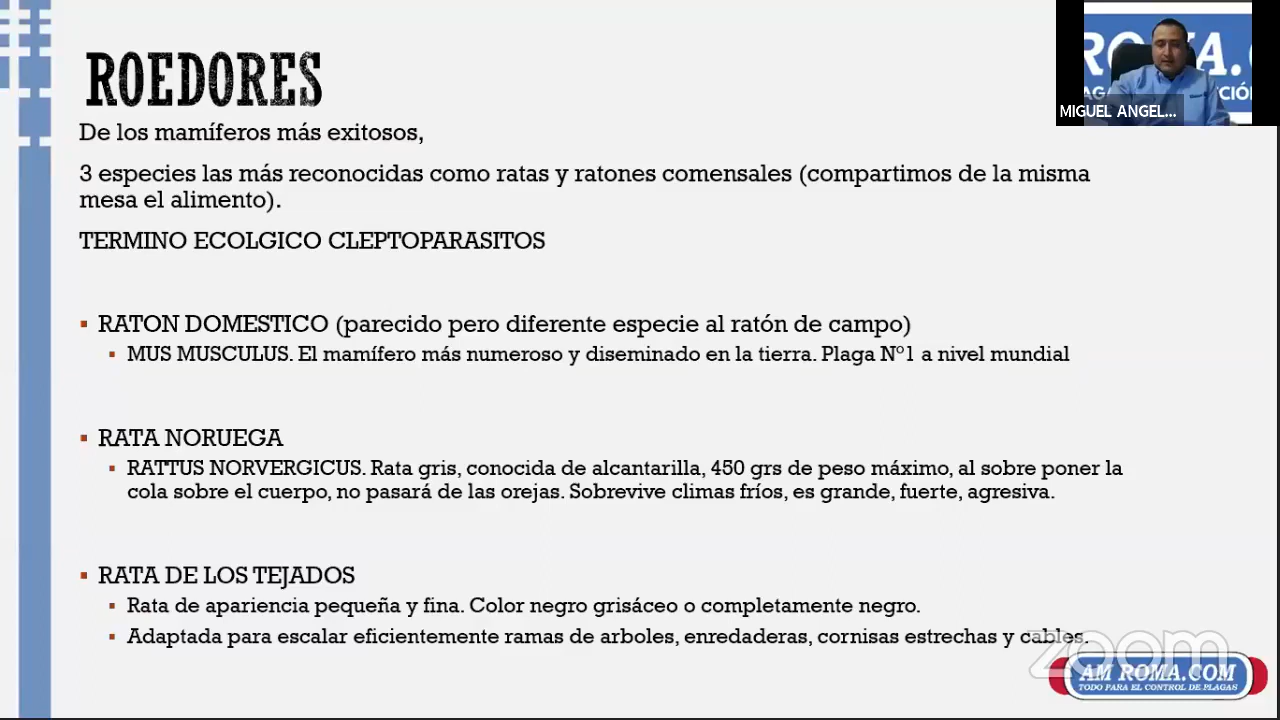 ROEDORES
De los mamíferos más exitosos,
3 especies las más reconocidas como ratas y ratones comensales (compartimos de la misma
mesa el alimento).
TERMINO ECOLGICO CLEPTOPARASITOS
RATON DOMESTICO (parecido pero diferente especie al ratón de campo)
MUS MUSCULUS. El mamífero más numeroso y diseminado en la tierra. Plaga Nº1 a nivel mundial
RATA NORUEGA
RATTUS NORVERGICUS. Rata gris, conocida de alcantarilla, 450 grs de peso máximo, al sobre poner la
cola sobre el cuerpo, no pasará de las orejas. Sobrevive climas fríos, es grande, fuerte, agresiva.
RATA DE LOS TEJADOS
Rata de apariencia pequeña y fina. Color negro grisáceo o completamente negro.
Adaptada para escalar eficientemente ramas de arboles, enredaderas, cornisas estrechas y cables.
MIGUEL ANGEL...
zoom
AM ROMA.COM
TODO PARA EL CONTROL DE PLAGAS